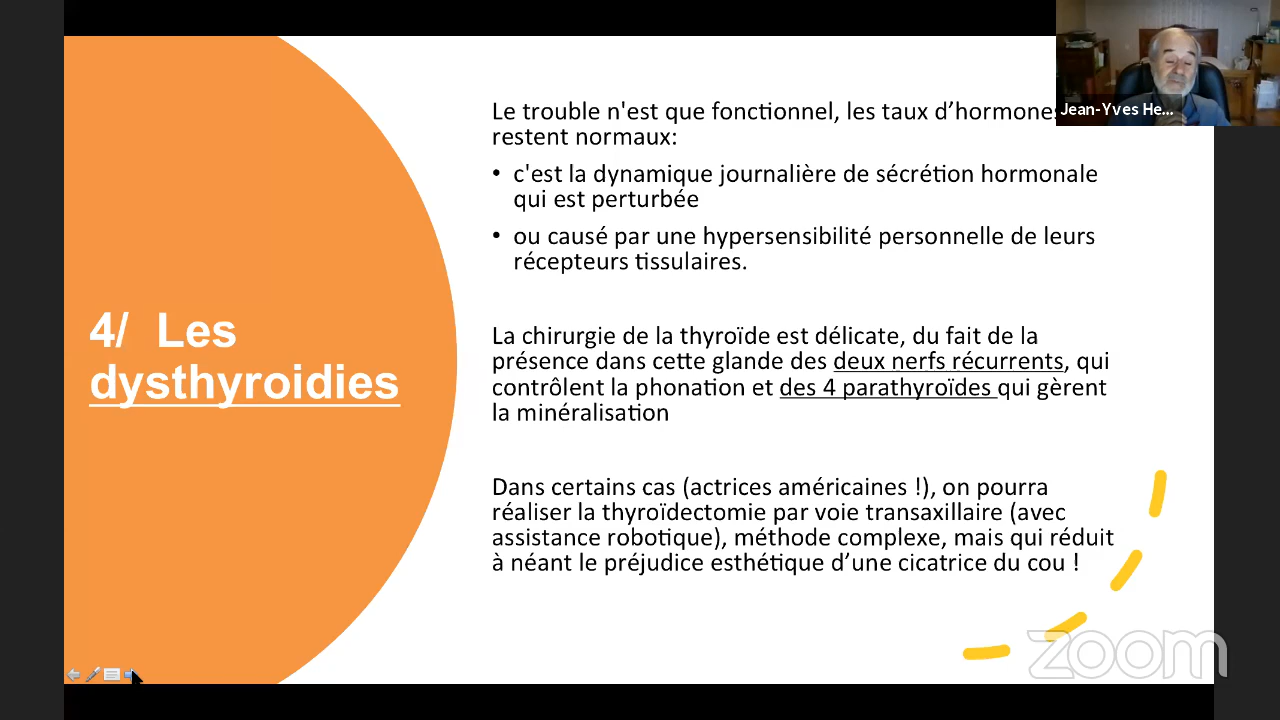 Le trouble n'est que fonctionnel, les taux d’hormones
restent normaux:
• c'est la dynamique journalière de sécrétion hormonale
qui est perturbée
• ou causé par une hypersensibilité personnelle de leurs
récepteurs tissulaires.
4/ Les
dysthyroidies
La chirurgie de la thyroïde est délicate, du fait de la
présence dans cette glande des deux nerfs récurrents, qui
contrôlent la phonation et des 4 parathyroïdes qui gèrent
la minéralisation
Dans certains cas (actrices américaines !), on pourra
réaliser la thyroïdectomie par voie transaxillaire (avec
assistance robotique), méthode complexe, mais qui réduit
à néant le préjudice esthétique d’une cicatrice du cou !
Jean-Yves He...
zoom